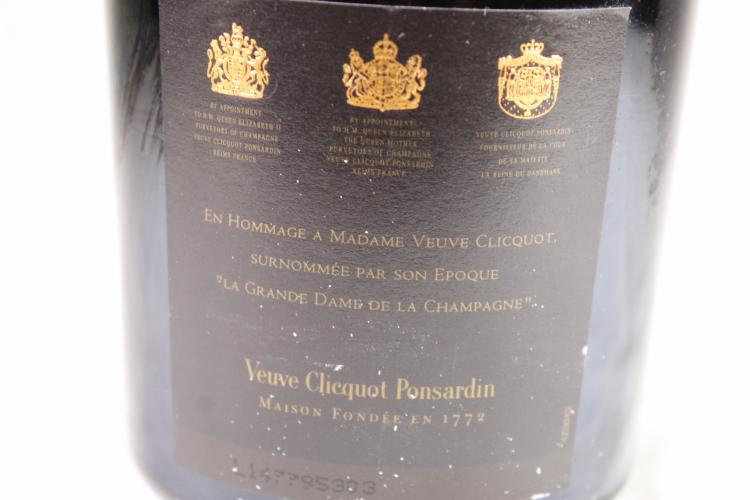 BY APPOINTMENT
TO H.M. QUEEN ELIZABETH II
PURVEYORS OF CHAMPAGNE
VEUVE CLICQUOT PONSARDIN
REIMS FRANCE
BY APPOINTMENT
TO H.M. QUEEN ELIZABETH
THE QUEEN MOTHER
PURVEYORS OF CHAMPAGNE
VEUVE CLICQUOT PONSARDIN
REIMS FRANCE
VEUVE CLICQUOT PONSARDIN
FOURNISSEUR DE LA COUR
DE SA MAJESTÉ
LA REINE DU DANEMARK
EN HOMMAGE A MADAME VEUVE CLICQUOT,
SURNOMMÉE PAR SON EPOQUE
"LA GRANDE DAME DE LA CHAMPAGNE".
Veuve Clicquot Ponsardin
MAISON FONDÉE EN 1772